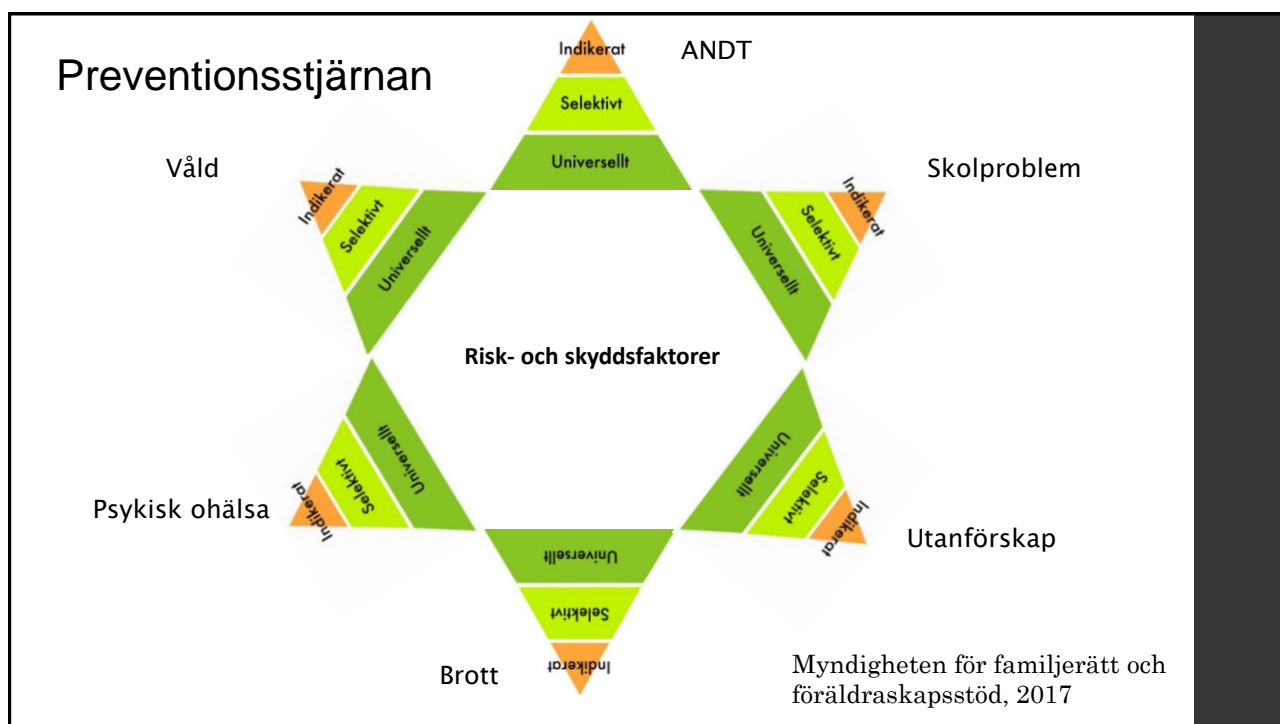 Preventionsstjärnan
ANDT
Indikerat
Selektivt
Universellt
Våld
Indikerat
Selektivt
Universellt
Skolproblem
Indikerat
Selektivt
Universellt
Risk- och skyddsfaktorer
Psykisk ohälsa
Indikerat
Selektivt
Universellt
Utanförskap
Universellt
Selektivt
Indikerat
Brott
Universellt
Selektivt
Indikerat
Myndigheten för familjerätt och
föräldraskapsstöd, 2017